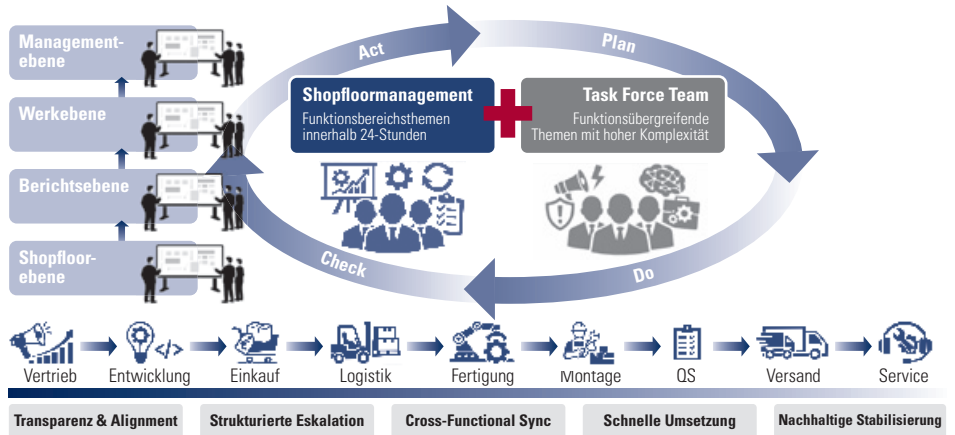 Management-
ebene
Werkebene
Berichtsebene
Shopfloor-
ebene
Act
Plan
Check
Do
Shopfloormanagement
Funktionsbereichsthemen
innerhalb 24-Stunden
Task Force Team
Funktionsübergreifende
Themen mit hoher Komplexität
Vertrieb
Entwicklung
Einkauf
Logistik
Fertigung
Montage
QS
Versand
Service
Transparenz & Alignment
Strukturierte Eskalation
Cross-Functional Sync
Schnelle Umsetzung
Nachhaltige Stabilisierung